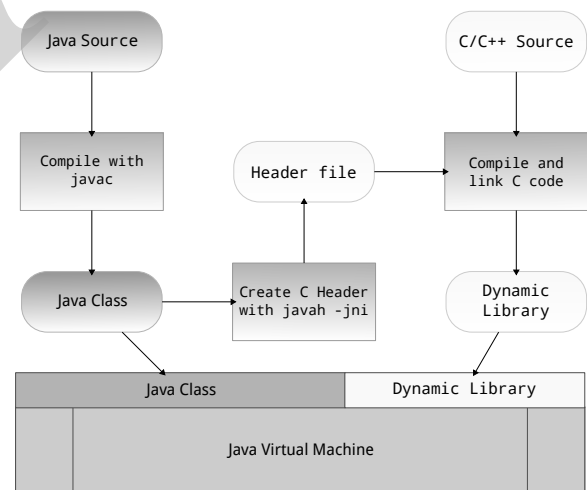 Java Source
C/C++ Source
Compile with
javac
Header file
Compile and
link C code
Java Class
Create C Header
with javah -jni
Dynamic
Library
Java Class
Dynamic Library
Java Virtual Machine